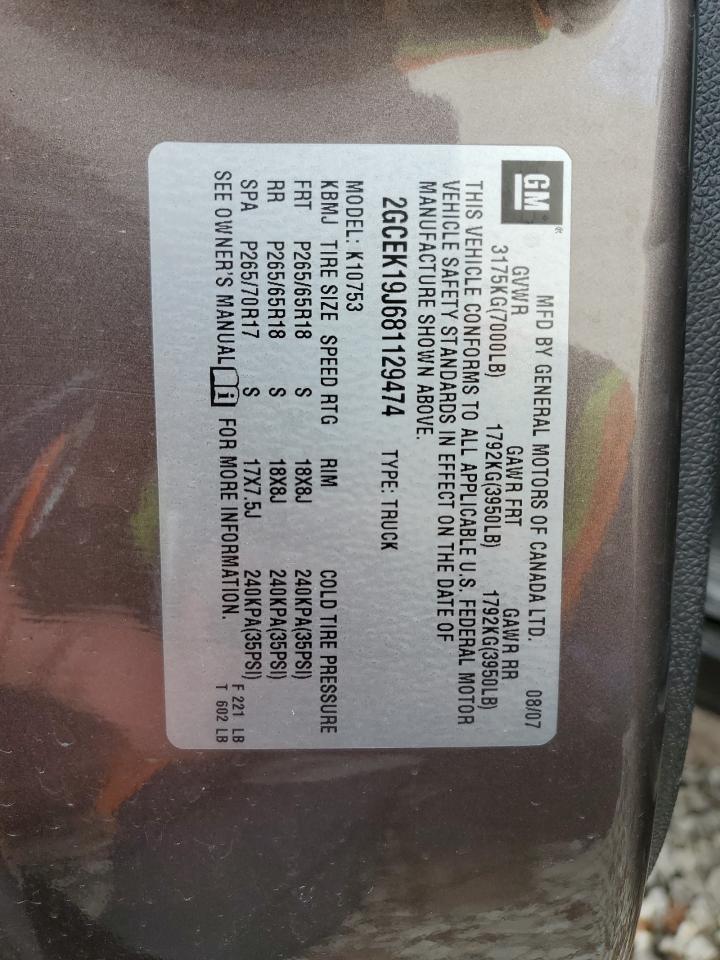 GM
MFD BY GENERAL MOTORS OF CANADA LTD. 08/07
GVWR GAWR FRT GAWR RR
3175KG(7000LB) 1792KG(3950LB) 1792KG(3950LB)
THIS VEHICLE CONFORMS TO ALL APPLICABLE U.S. FEDERAL MOTOR
VEHICLE SAFETY STANDARDS IN EFFECT ON THE DATE OF
MANUFACTURE SHOWN ABOVE.
2GCEK19J681129474 TYPE: TRUCK
MODEL: K10753
KBMJ TIRE SIZE SPEED RTG RIM COLD TIRE PRESSURE
FRT P265/65R18 S 18X8J 240KPA(35PSI)
RR P265/65R18 S 18X8J 240KPA(35PSI)
SPA P265/70R17 S 17X7.5J 240KPA(35PSI) F 221 LB
SEE OWNER'S MANUAL i FOR MORE INFORMATION. T 602 LB